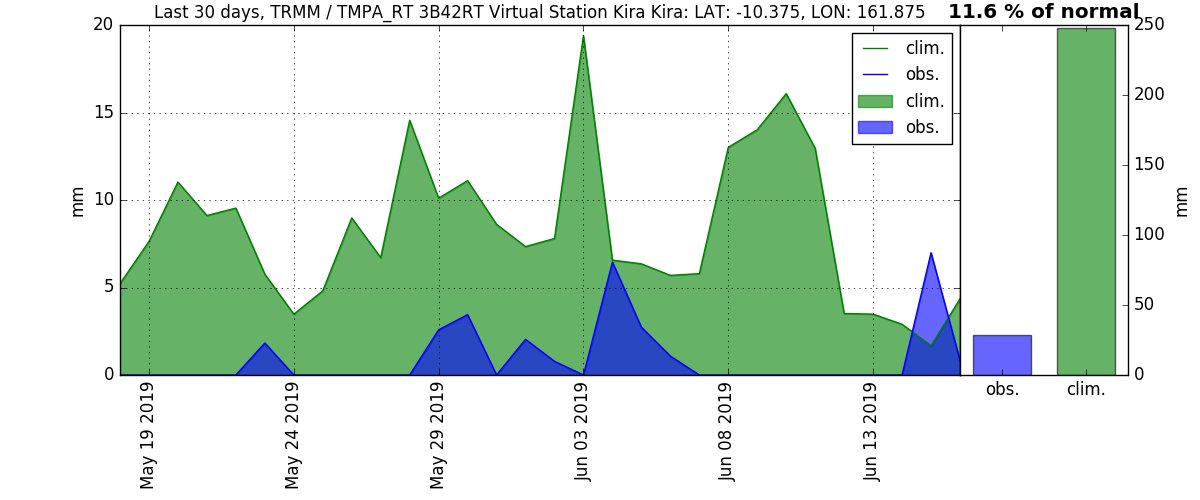 Last 30 days, TRMM / TMPA_RT 3B42RT Virtual Station Kira Kira: LAT: -10.375, LON: 161.875
11.6 % of normal
20
15
10
5
0
mm
clim.
obs.
clim.
obs.
250
200
150
100
50
0
mm
May 19 2019
May 24 2019
May 29 2019
Jun 03 2019
Jun 08 2019
Jun 13 2019
obs.
clim.